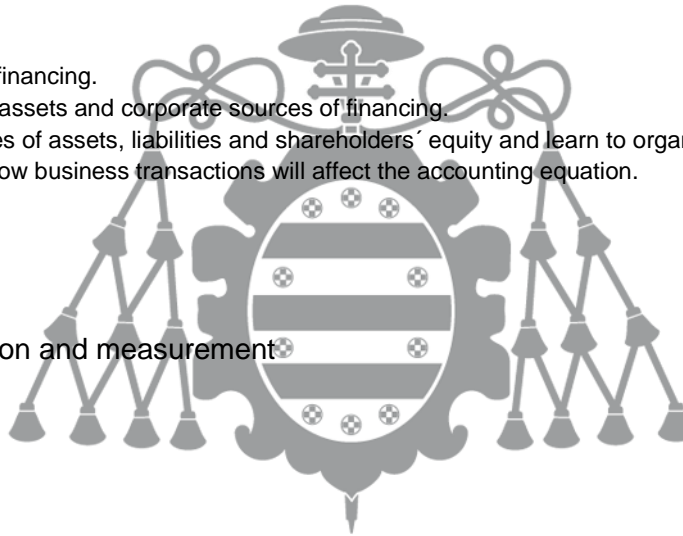 financing.
assets and corporate sources of financing.
es of assets, liabilities and shareholders´ equity and learn to organ
ow business transactions will affect the accounting equation.
on and measurement